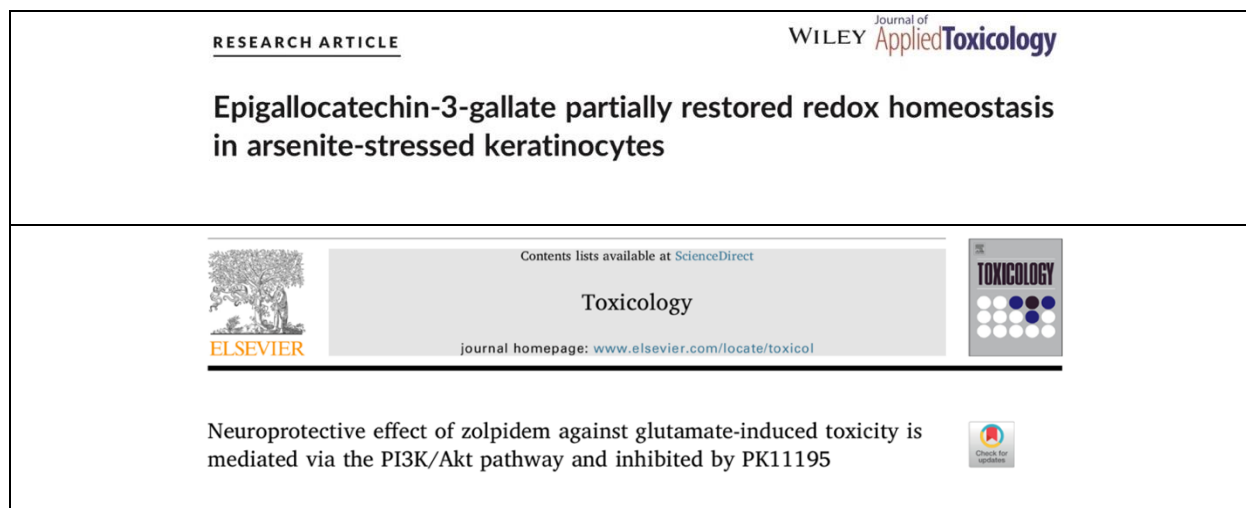 RESEARCH ARTICLE
WILEY Journal of Applied Toxicology
Epigallocatechin-3-gallate partially restored redox homeostasis
in arsenite-stressed keratinocytes
Contents lists available at ScienceDirect
Toxicology
journal homepage: www.elsevier.com/locate/toxicol
ELSEVIER
TOXICOLOGY
Neuroprotective effect of zolpidem against glutamate-induced toxicity is
mediated via the PI3K/Akt pathway and inhibited by PK11195
Check for
updates